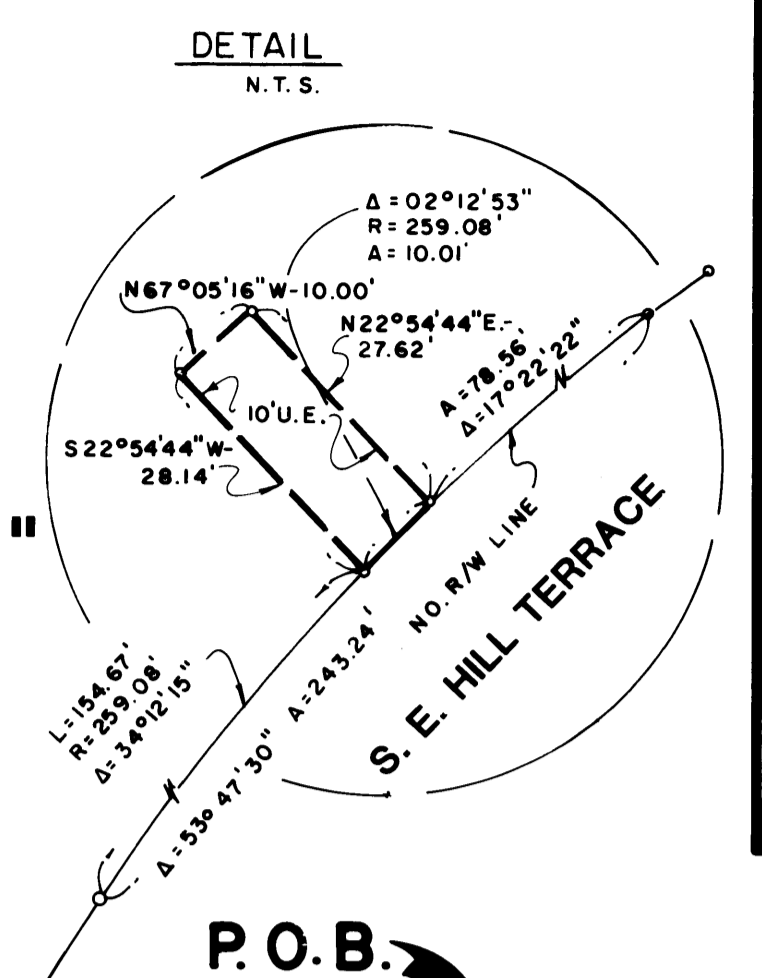 DETAIL
N.T.S.
Δ = 02°12'53"
R = 259.08'
A = 10.01'
N67°05'16"W-10.00'
N22°54'44"E.-
27.62'
A = 78.56'
Δ=17°22'22"
10'U.E.
S22°54'44"W-
28.14'
NO. R/W LINE
S. E. HILL TERRACE
L=154.67'
R=259.08'
Δ=34°12'15"
Δ=53° 47'30" A=243.24'
P.O.B.